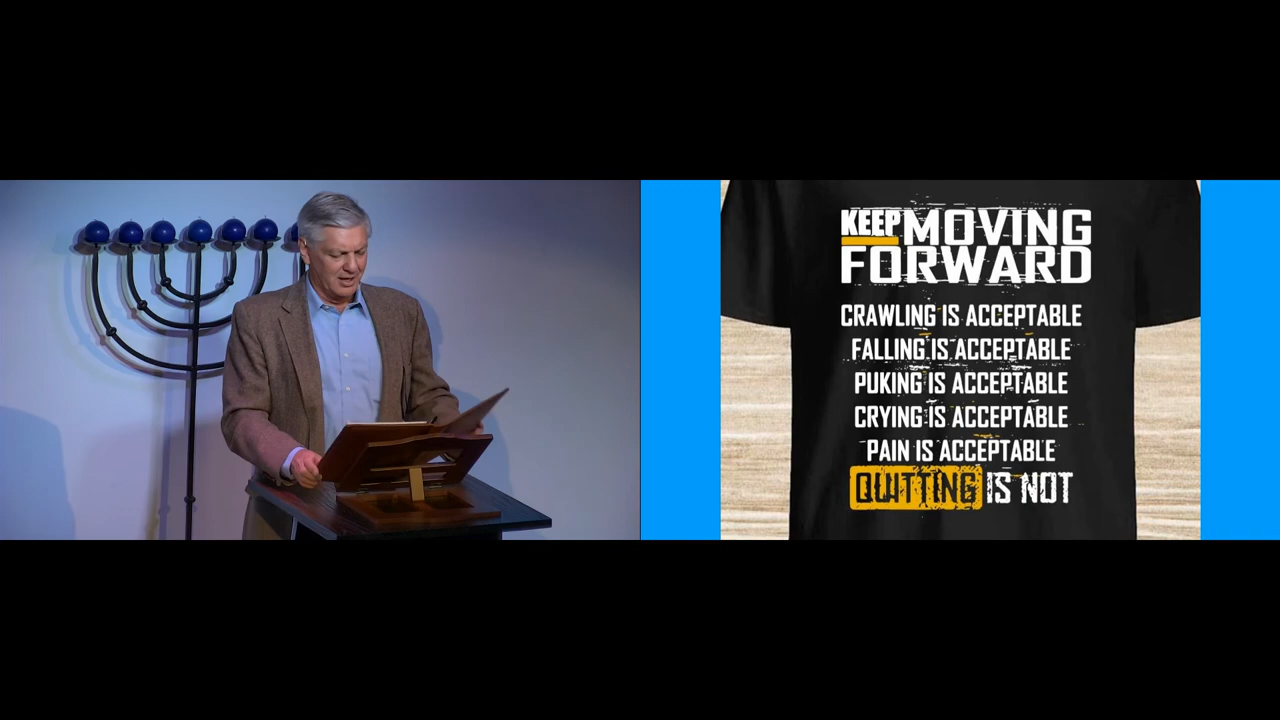 KEEP MOVING
FORWARD
CRAWLING IS ACCEPTABLE
FALLING IS ACCEPTABLE
PUKING IS ACCEPTABLE
CRYING IS ACCEPTABLE
PAIN IS ACCEPTABLE
QUITTING IS NOT